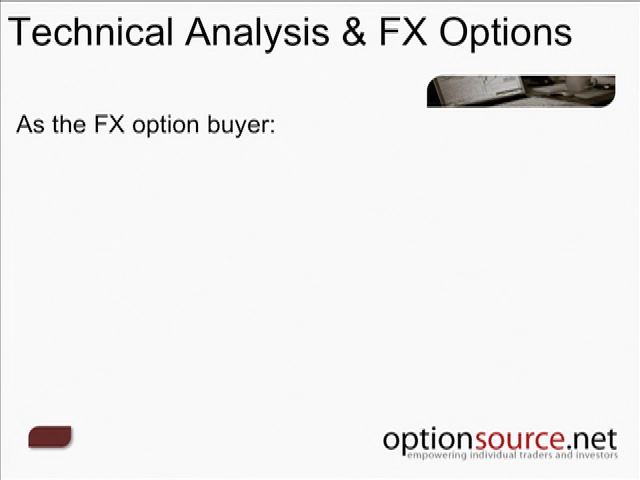 Technical Analysis & FX Options
As the FX option buyer:
optionsource.net
empowering individual traders and investors